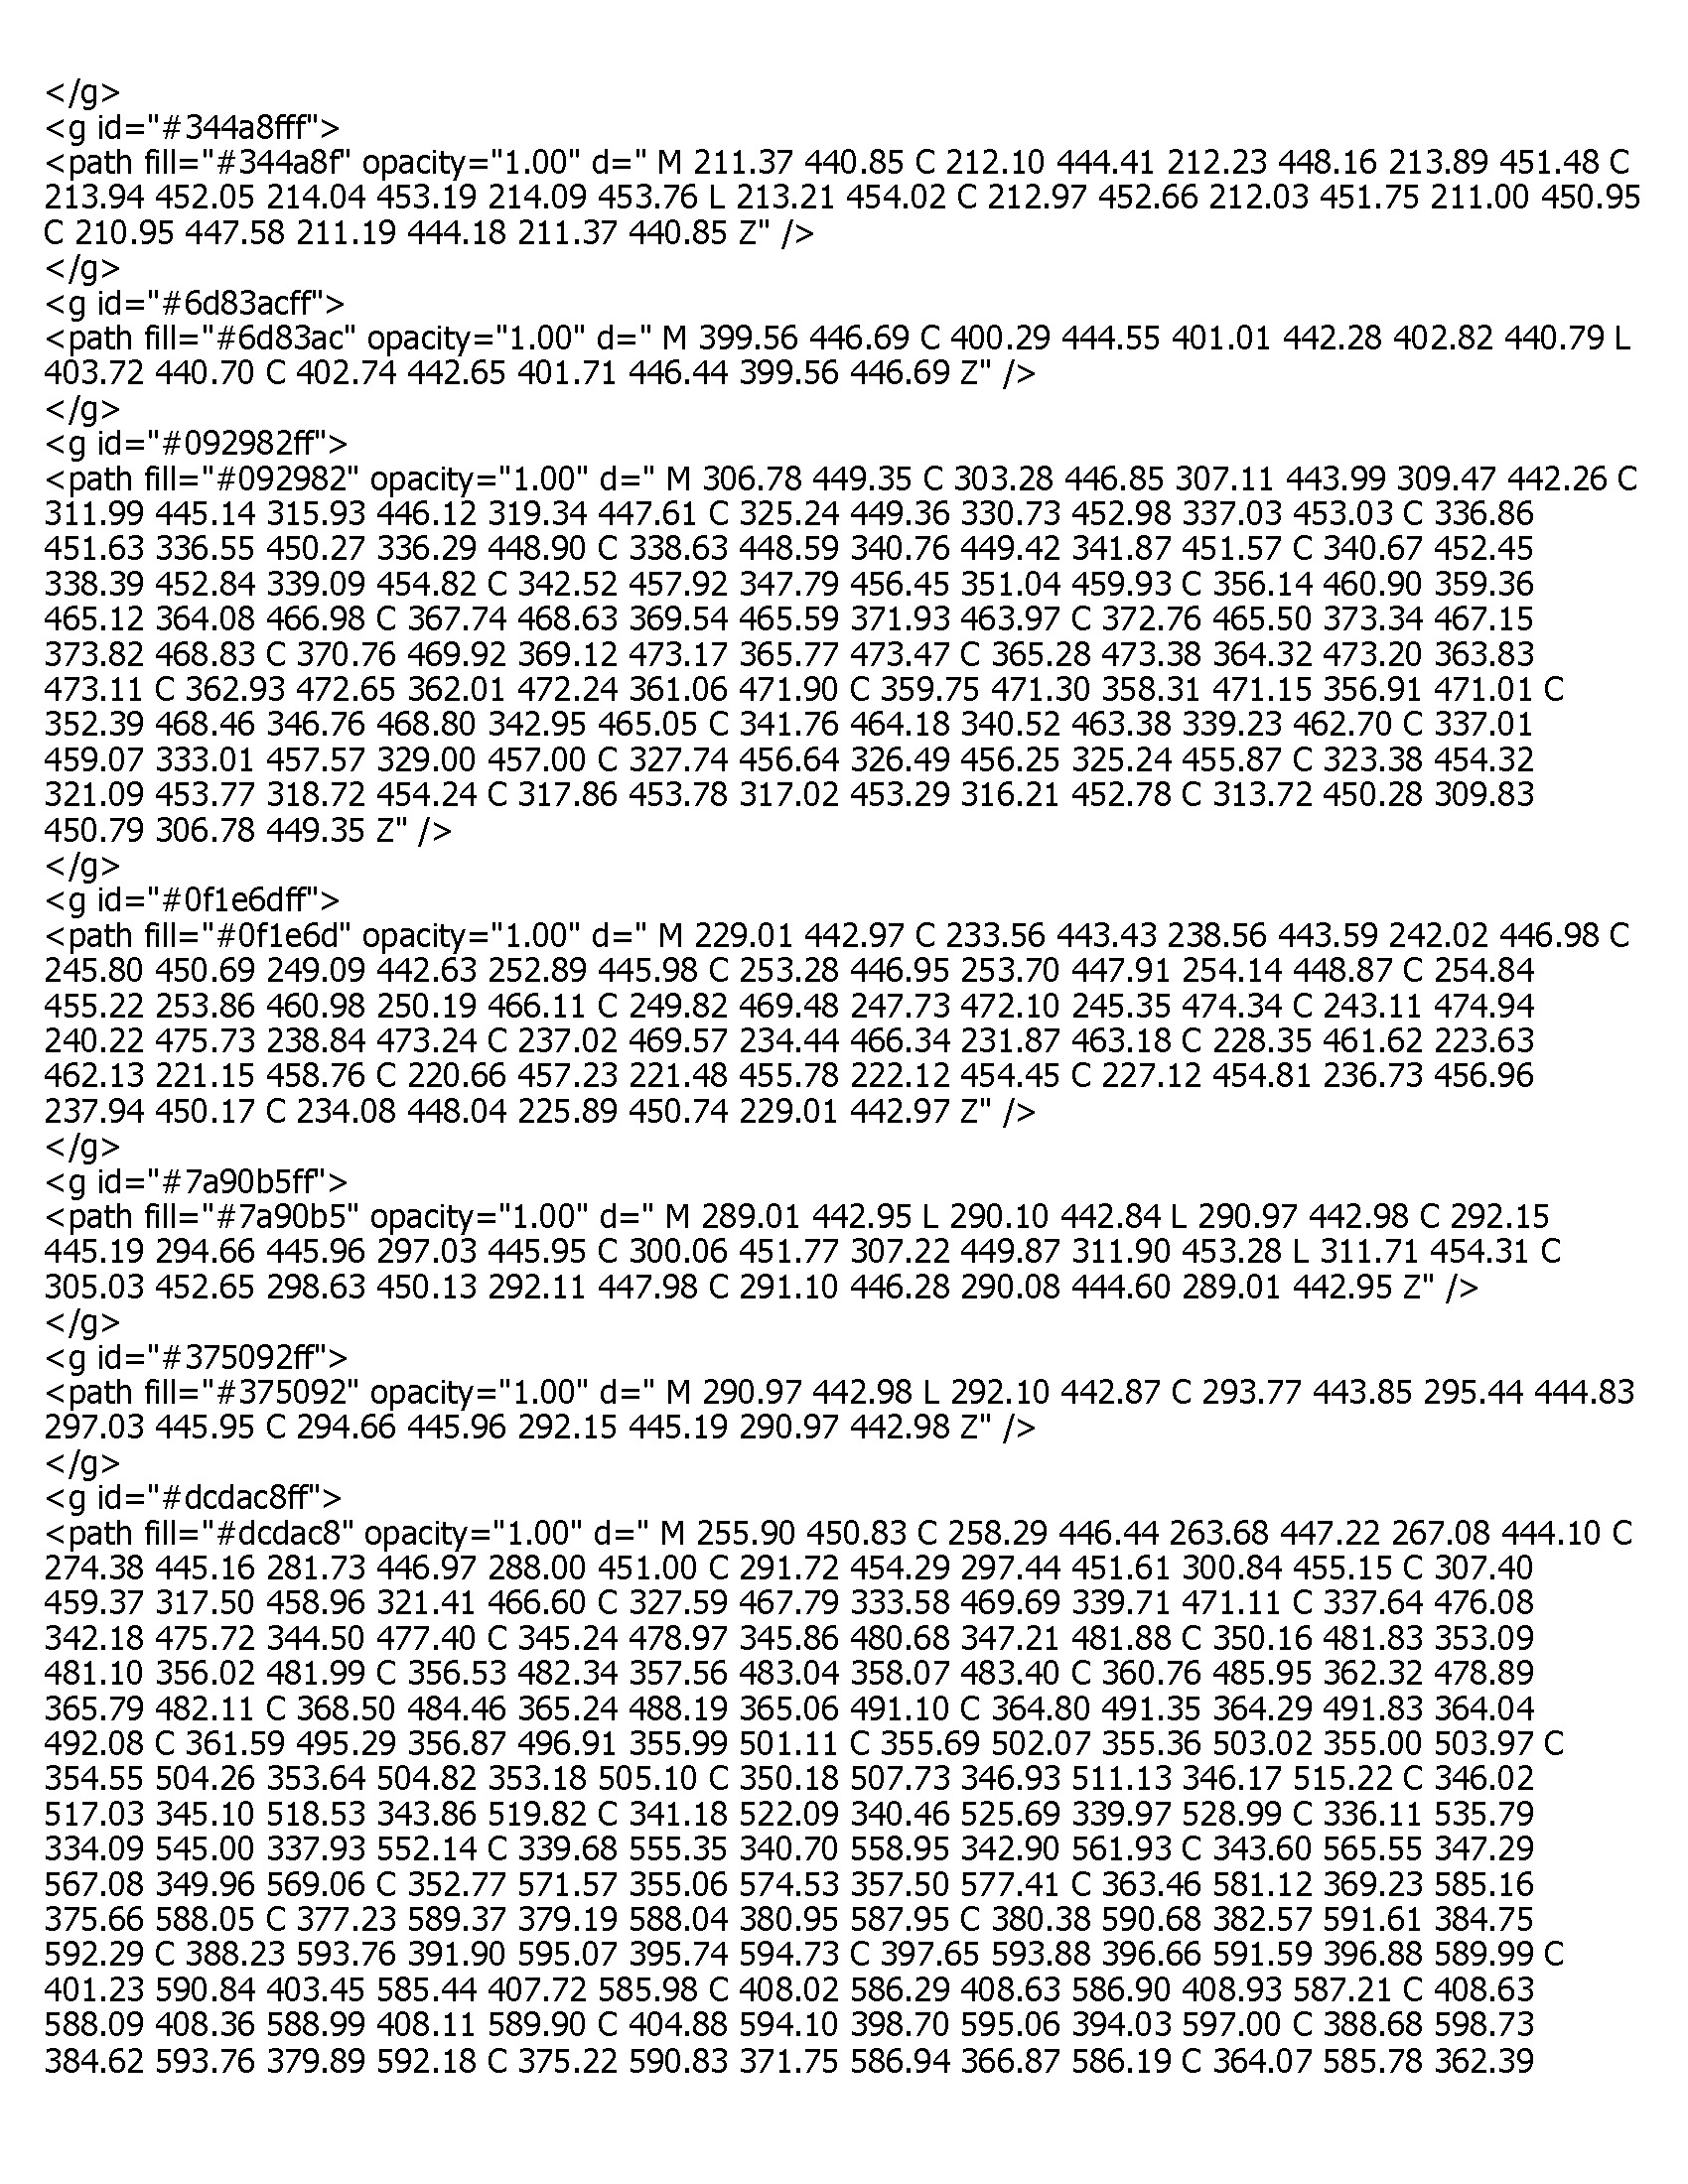 </g>
<g id="#344a8fff">
<path fill="#344a8f" opacity="1.00" d=" M 211.37 440.85 C 212.10 444.41 212.23 448.16 213.89 451.48 C
213.94 452.05 214.04 453.19 214.09 453.76 L 213.21 454.02 C 212.97 452.66 212.03 451.75 211.00 450.95
C 210.95 447.58 211.19 444.18 211.37 440.85 Z" />
</g>
<g id="#6d83acff">
<path fill="#6d83ac" opacity="1.00" d=" M 399.56 446.69 C 400.29 444.55 401.01 442.28 402.82 440.79 L
403.72 440.70 C 402.74 442.65 401.71 446.44 399.56 446.69 Z" />
</g>
<g id="#092982ff">
<path fill="#092982" opacity="1.00" d=" M 306.78 449.35 C 303.28 446.85 307.11 443.99 309.47 442.26 C
311.99 445.14 315.93 446.12 319.34 447.61 C 325.24 449.36 330.73 452.98 337.03 453.03 C 336.86
451.63 336.55 450.27 336.29 448.90 C 338.63 448.59 340.76 449.42 341.87 451.57 C 340.67 452.45
338.39 452.84 339.09 454.82 C 342.52 457.92 347.79 456.45 351.04 459.93 C 356.14 460.90 359.36
465.12 364.08 466.98 C 367.74 468.63 369.54 465.59 371.93 463.97 C 372.76 465.50 373.34 467.15
373.82 468.83 C 370.76 469.92 369.12 473.17 365.77 473.47 C 365.28 473.38 364.32 473.20 363.83
473.11 C 362.93 472.65 362.01 472.24 361.06 471.90 C 359.75 471.30 358.31 471.15 356.91 471.01 C
352.39 468.46 346.76 468.80 342.95 465.05 C 341.76 464.18 340.52 463.38 339.23 462.70 C 337.01
459.07 333.01 457.57 329.00 457.00 C 327.74 456.64 326.49 456.25 325.24 455.87 C 323.38 454.32
321.09 453.77 318.72 454.24 C 317.86 453.78 317.02 453.29 316.21 452.78 C 313.72 450.28 309.83
450.79 306.78 449.35 Z" />
</g>
<g id="#0f1e6dff">
<path fill="#0f1e6d" opacity="1.00" d=" M 229.01 442.97 C 233.56 443.43 238.56 443.59 242.02 446.98 C
245.80 450.69 249.09 442.63 252.89 445.98 C 253.28 446.95 253.70 447.91 254.14 448.87 C 254.84
455.22 253.86 460.98 250.19 466.11 C 249.82 469.48 247.73 472.10 245.35 474.34 C 243.11 474.94
240.22 475.73 238.84 473.24 C 237.02 469.57 234.44 466.34 231.87 463.18 C 228.35 461.62 223.63
462.13 221.15 458.76 C 220.66 457.23 221.48 455.78 222.12 454.45 C 227.12 454.81 236.73 456.96
237.94 450.17 C 234.08 448.04 225.89 450.74 229.01 442.97 Z" />
</g>
<g id="#7a90b5ff">
<path fill="#7a90b5" opacity="1.00" d=" M 289.01 442.95 L 290.10 442.84 L 290.97 442.98 C 292.15
445.19 294.66 445.96 297.03 445.95 C 300.06 451.77 307.22 449.87 311.90 453.28 L 311.71 454.31 C
305.03 452.65 298.63 450.13 292.11 447.98 C 291.10 446.28 290.08 444.60 289.01 442.95 Z" />
</g>
<g id="#375092ff">
<path fill="#375092" opacity="1.00" d=" M 290.97 442.98 L 292.10 442.87 C 293.77 443.85 295.44 444.83
297.03 445.95 C 294.66 445.96 292.15 445.19 290.97 442.98 Z" />
</g>
<g id="#dcdac8ff">
<path fill="#dcdac8" opacity="1.00" d=" M 255.90 450.83 C 258.29 446.44 263.68 447.22 267.08 444.10 C
274.38 445.16 281.73 446.97 288.00 451.00 C 291.72 454.29 297.44 451.61 300.84 455.15 C 307.40
459.37 317.50 458.96 321.41 466.60 C 327.59 467.79 333.58 469.69 339.71 471.11 C 337.64 476.08
342.18 475.72 344.50 477.40 C 345.24 478.97 345.86 480.68 347.21 481.88 C 350.16 481.83 353.09
481.10 356.02 481.99 C 356.53 482.34 357.56 483.04 358.07 483.40 C 360.76 485.95 362.32 478.89
365.79 482.11 C 368.50 484.46 365.24 488.19 365.06 491.10 C 364.80 491.35 364.29 491.83 364.04
492.08 C 361.59 495.29 356.87 496.91 355.99 501.11 C 355.69 502.07 355.36 503.02 355.00 503.97 C
354.55 504.26 353.64 504.82 353.18 505.10 C 350.18 507.73 346.93 511.13 346.17 515.22 C 346.02
517.03 345.10 518.53 343.86 519.82 C 341.18 522.09 340.46 525.69 339.97 528.99 C 336.11 535.79
334.09 545.00 337.93 552.14 C 339.68 555.35 340.70 558.95 342.90 561.93 C 343.60 565.55 347.29
567.08 349.96 569.06 C 352.77 571.57 355.06 574.53 357.50 577.41 C 363.46 581.12 369.23 585.16
375.66 588.05 C 377.23 589.37 379.19 588.04 380.95 587.95 C 380.38 590.68 382.57 591.61 384.75
592.29 C 388.23 593.76 391.90 595.07 395.74 594.73 C 397.65 593.88 396.66 591.59 396.88 589.99 C
401.23 590.84 403.45 585.44 407.72 585.98 C 408.02 586.29 408.63 586.90 408.93 587.21 C 408.63
588.09 408.36 588.99 408.11 589.90 C 404.88 594.10 398.70 595.06 394.03 597.00 C 388.68 598.73
384.62 593.76 379.89 592.18 C 375.22 590.83 371.75 586.94 366.87 586.19 C 364.07 585.78 362.39